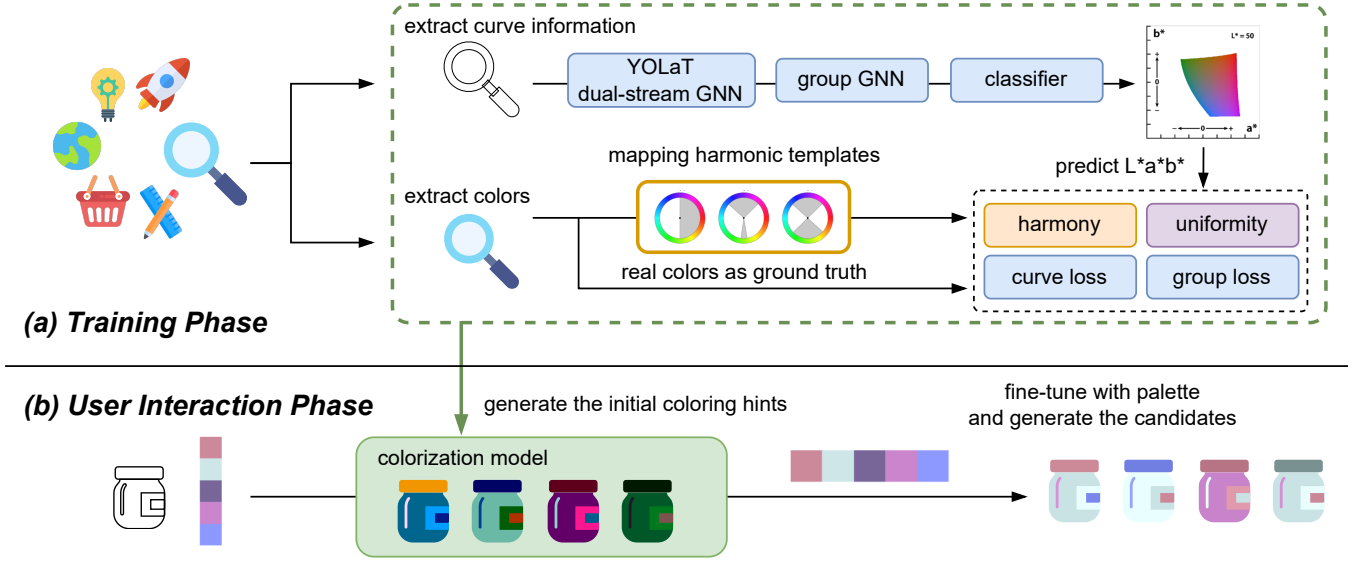 extract curve information
YOLaT
dual-stream GNN
group GNN
classifier
b*
L* = 50
+
0
−
− 0 +
a*
predict L*a*b*
mapping harmonic templates
extract colors
real colors as ground truth
harmony
uniformity
curve loss
group loss
(a) Training Phase
(b) User Interaction Phase
generate the initial coloring hints
fine-tune with palette
and generate the candidates
colorization model